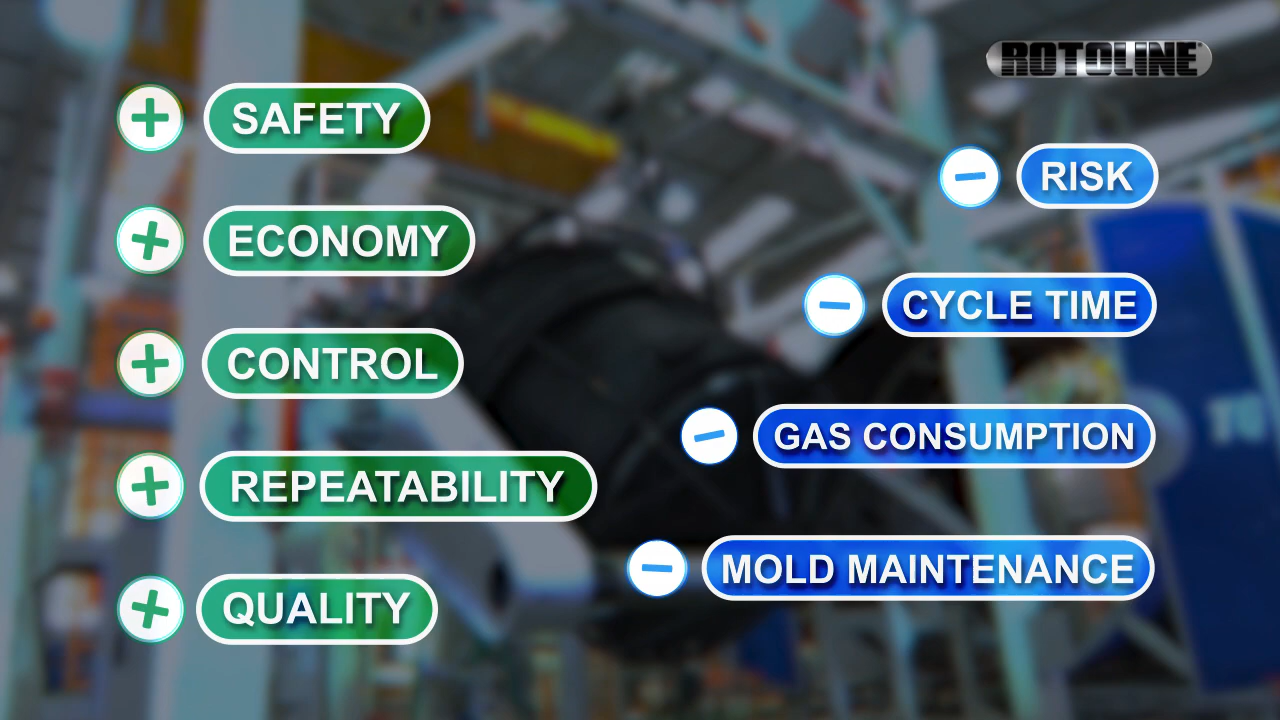 ROTOLINE
SAFETY
ECONOMY
CONTROL
REPEATABILITY
QUALITY
RISK
CYCLE TIME
GAS CONSUMPTION
MOLD MAINTENANCE